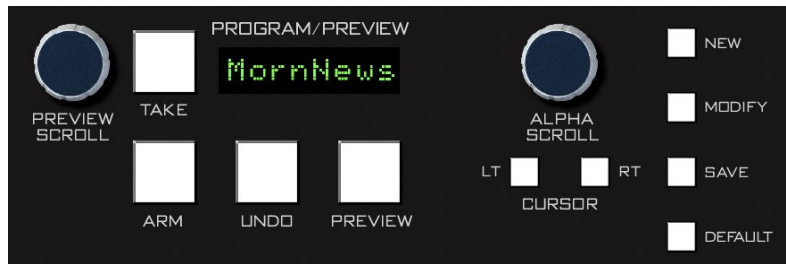 PROGRAM/PREVIEW
MornNews
PREVIEW
SCROLL
TAKE
ARM
UNDO
PREVIEW
ALPHA
SCROLL
LT
RT
CURSOR
NEW
MODIFY
SAVE
DEFAULT